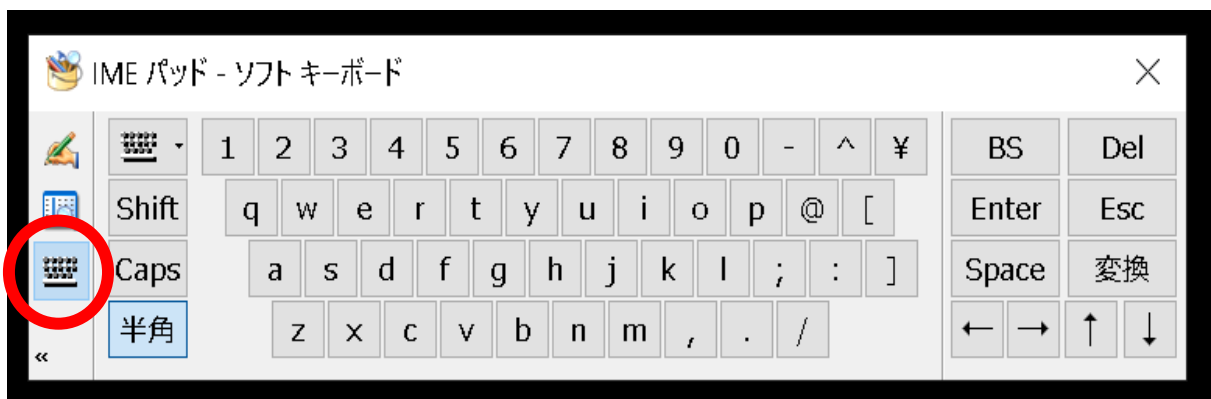 IME パッド - ソフト キーボード
1 2 3 4 5 6 7 8 9 0 - ^ ¥ BS Del
Shift q w e r t y u i o p @ [ Enter Esc
Caps a s d f g h j k l ; : ] Space 変換
半角 z x c v b n m , . / ← → ↑ ↓
«